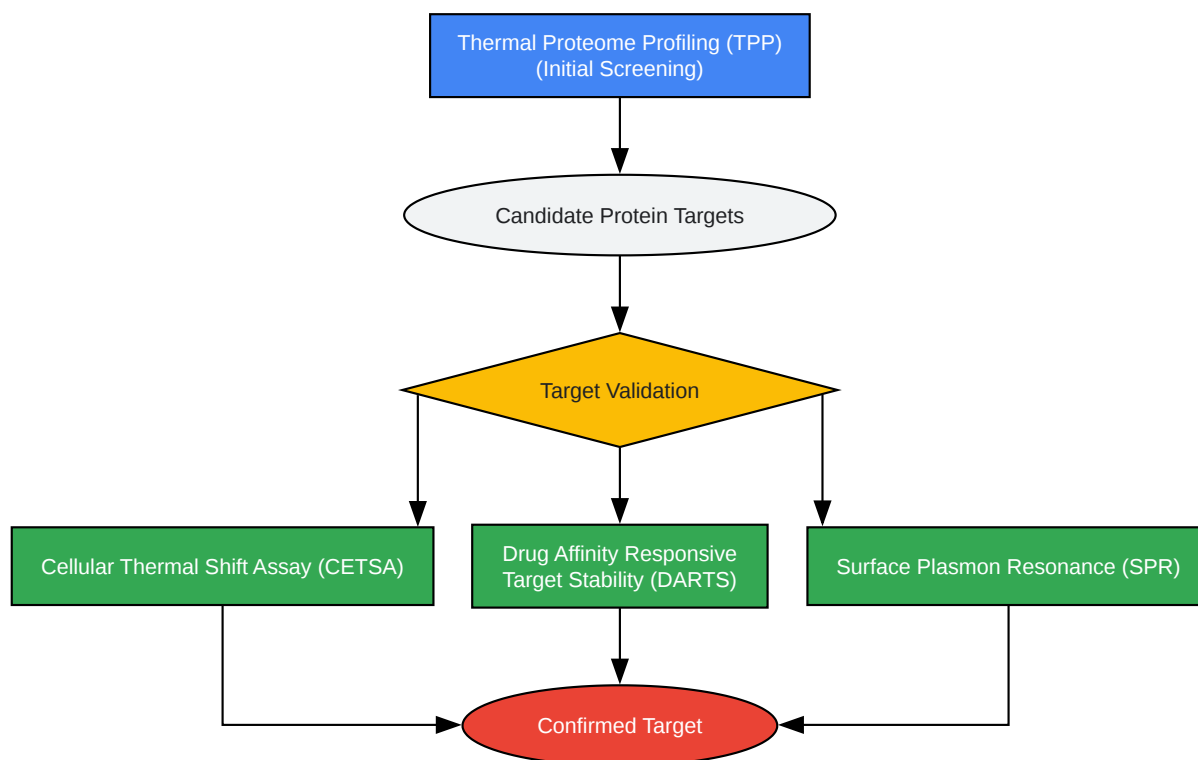 Thermal Proteome Profiling (TPP)
(Initial Screening)
Candidate Protein Targets
Target Validation
Cellular Thermal Shift Assay (CETSA)
Drug Affinity Responsive
Target Stability (DARTS)
Surface Plasmon Resonance (SPR)
Confirmed Target